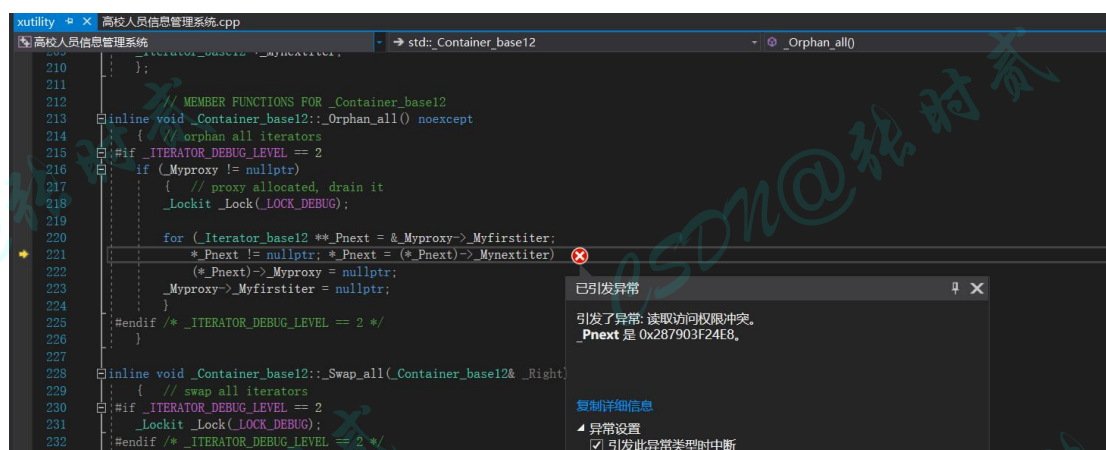 xutility 高校人员信息管理系统.cpp
高校人员信息管理系统 → std::_Container_base12 _Orphan_all()
209 _Iterator_base12 *_Mynextiter;
210 };
211
212 // MEMBER FUNCTIONS FOR _Container_base12
213 inline void _Container_base12::_Orphan_all() noexcept
214 { // orphan all iterators
215 #if _ITERATOR_DEBUG_LEVEL == 2
216 if (_Myproxy != nullptr)
217 { // proxy allocated, drain it
218 _Lockit _Lock(_LOCK_DEBUG);
219
220 for (_Iterator_base12 **_Pnext = &_Myproxy->_Myfirstiter;
221 *_Pnext != nullptr; *_Pnext = (*_Pnext)->_Mynextiter)
222 (*_Pnext)->_Myproxy = nullptr;
223 _Myproxy->_Myfirstiter = nullptr;
224 }
225 #endif /* _ITERATOR_DEBUG_LEVEL == 2 */
226 }
227
228 inline void _Container_base12::_Swap_all(_Container_base12& _Right)
229 { // swap all iterators
230 #if _ITERATOR_DEBUG_LEVEL == 2
231 _Lockit _Lock(_LOCK_DEBUG);
232 #endif /* _ITERATOR_DEBUG_LEVEL == 2 */
已引发异常
引发了异常: 读取访问权限冲突。
_Pnext 是 0x287903F24E8。
复制详细信息
异常设置
引发此异常类型时中断
CSDN@张时贰